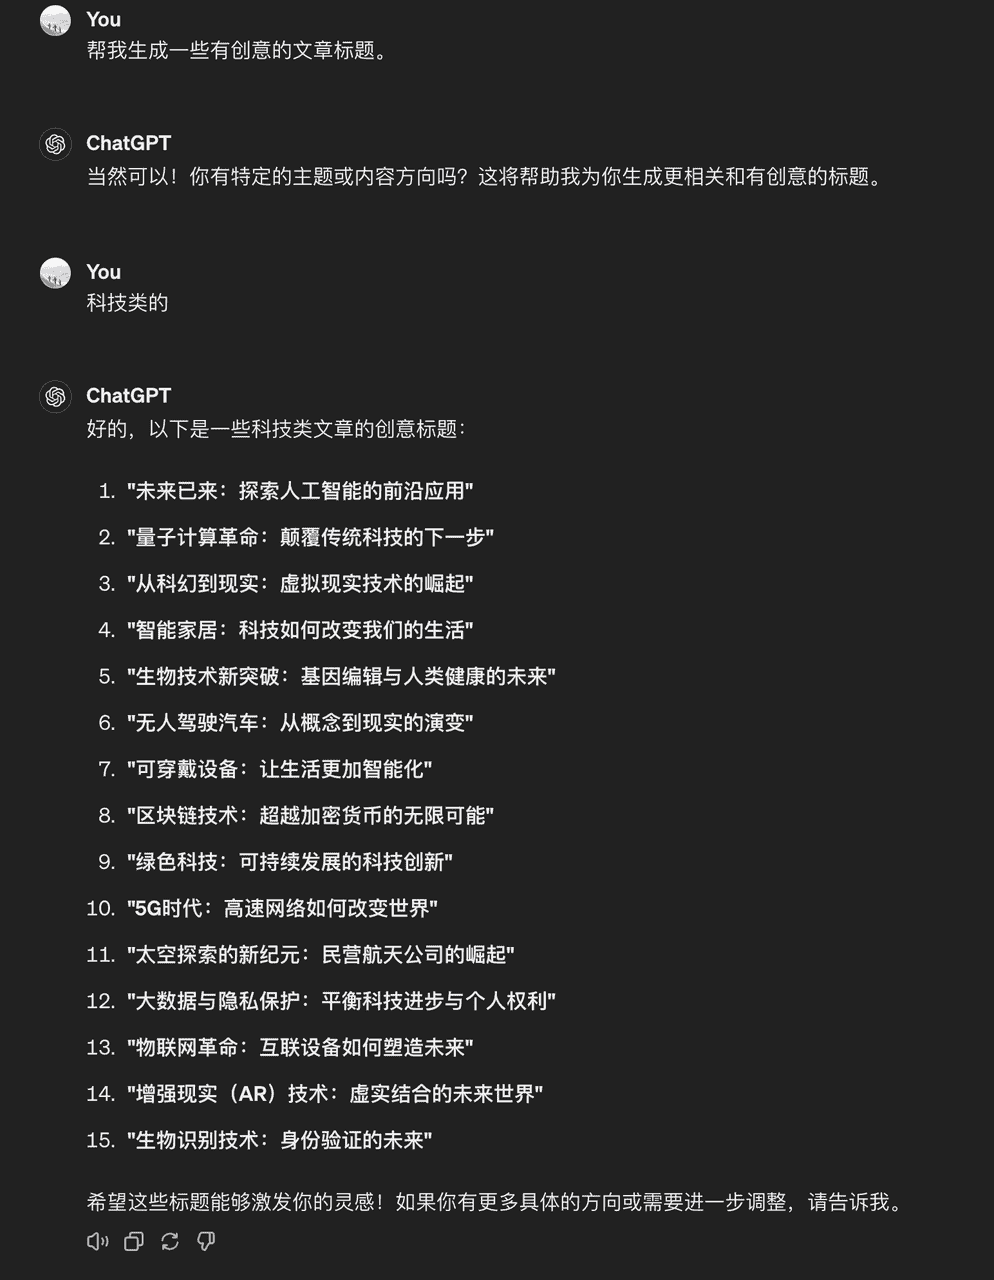 You
帮我生成一些有创意的文章标题。
ChatGPT
当然可以！你有特定的主题或内容方向吗？这将帮助我为你生成更相关和有创意的标题。
You
科技类的
ChatGPT
好的，以下是一些科技类文章的创意标题：
1. "未来已来：探索人工智能的前沿应用"
2. "量子计算革命：颠覆传统科技的下一步"
3. "从科幻到现实：虚拟现实技术的崛起"
4. "智能家居：科技如何改变我们的生活"
5. "生物技术新突破：基因编辑与人类健康的未来"
6. "无人驾驶汽车：从概念到现实的演变"
7. "可穿戴设备：让生活更加智能化"
8. "区块链技术：超越加密货币的无限可能"
9. "绿色科技：可持续发展的科技创新"
10. "5G时代：高速网络如何改变世界"
11. "太空探索的新纪元：民营航天公司的崛起"
12. "大数据与隐私保护：平衡科技进步与个人权利"
13. "物联网革命：互联设备如何塑造未来"
14. "增强现实（AR）技术：虚实结合的未来世界"
15. "生物识别技术：身份验证的未来"
希望这些标题能够激发你的灵感！如果你有更多具体的方向或需要进一步调整，请告诉我。